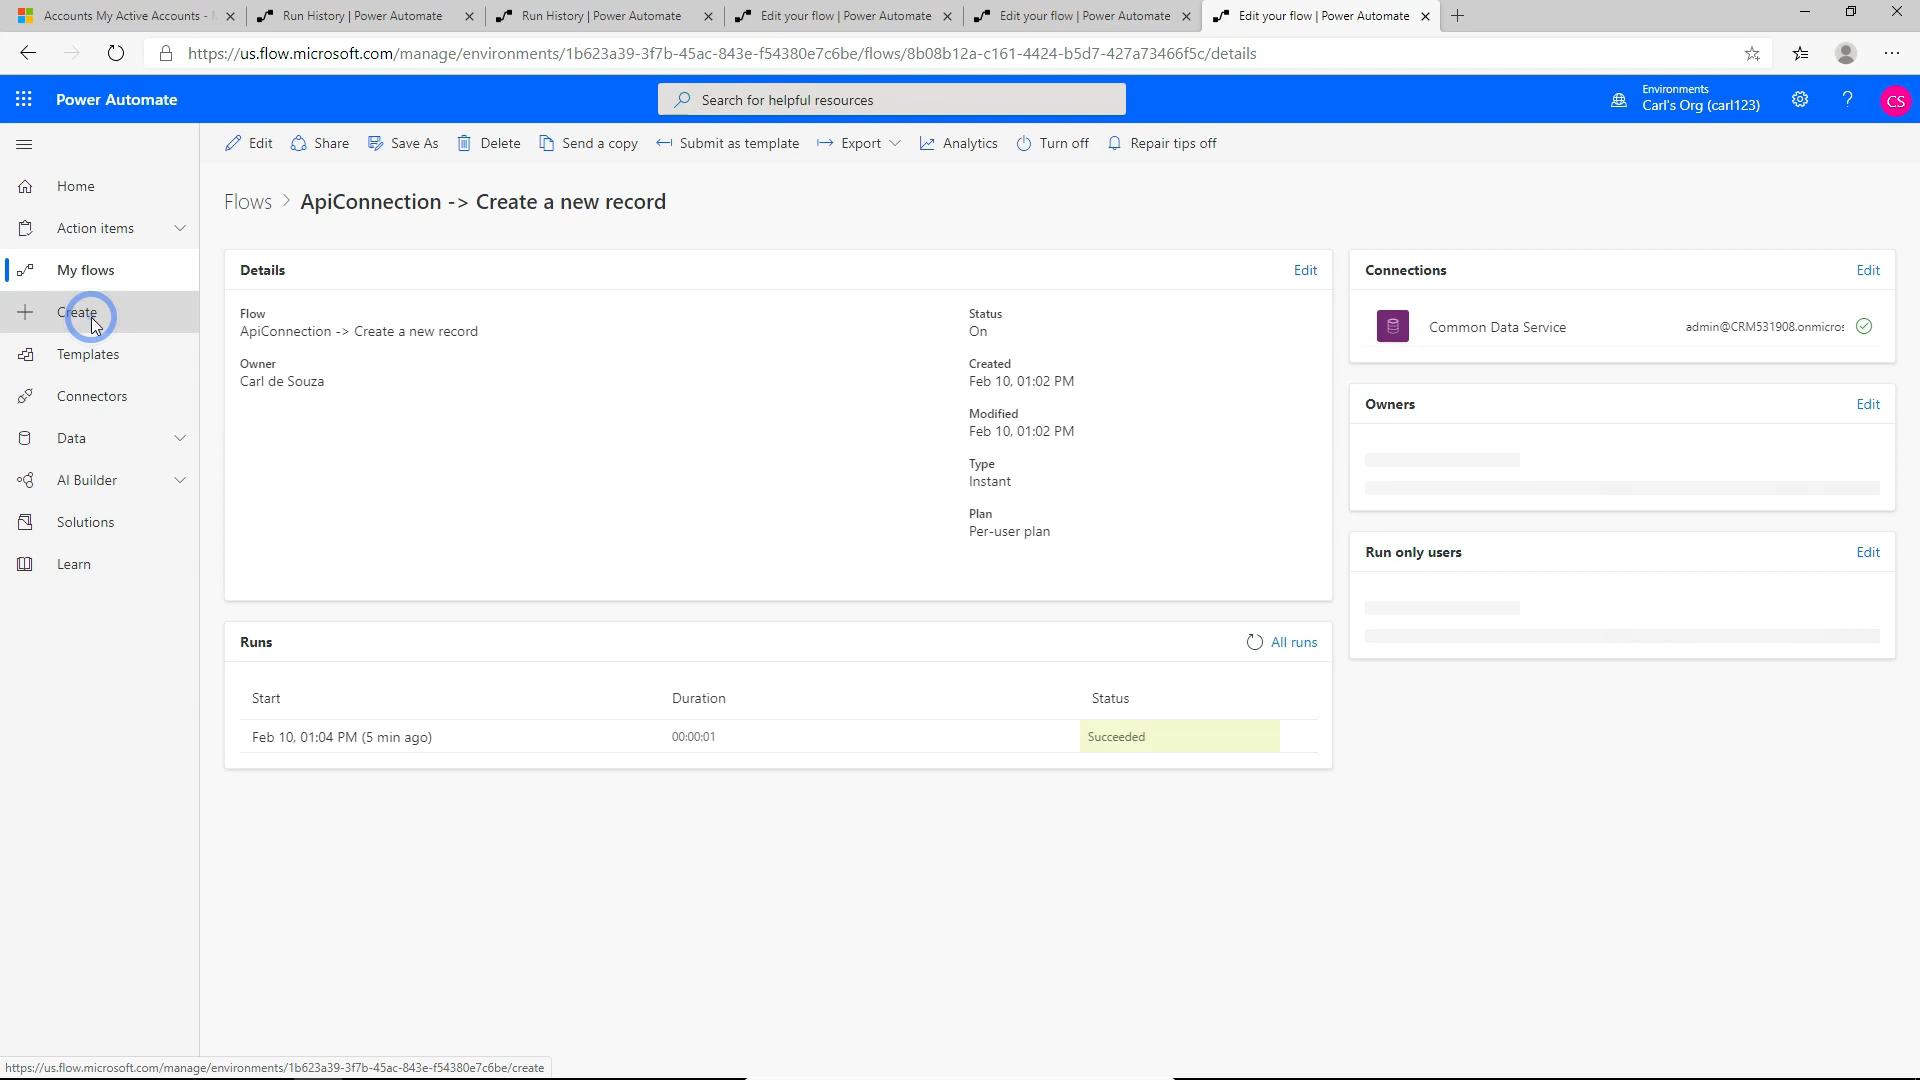 Accounts My Active Accounts -
Run History | Power Automate
Run History | Power Automate
Edit your flow | Power Automate
Edit your flow | Power Automate
Edit your flow | Power Automate
https://us.flow.microsoft.com/manage/environments/1b623a39-3f7b-45ac-843e-f54380e7c6be/flows/8b08b12a-c161-4424-b5d7-427a73466f5c/details
Power Automate
Search for helpful resources
Environments
Carl's Org (carl123)
?
CS
Edit
Share
Save As
Delete
Send a copy
Submit as template
Export
Analytics
Turn off
Repair tips off
Home
Action items
My flows
Create
Templates
Connectors
Data
AI Builder
Solutions
Learn
Flows > ApiConnection -> Create a new record
Details
Edit
Flow
ApiConnection -> Create a new record
Owner
Carl de Souza
Status
On
Created
Feb 10, 01:02 PM
Modified
Feb 10, 01:02 PM
Type
Instant
Plan
Per-user plan
Connections
Edit
Common Data Service
admin@CRM531908.onmicros
Owners
Edit
Run only users
Edit
Runs
All runs
Start
Duration
Status
Feb 10, 01:04 PM (5 min ago)
00:00:01
Succeeded
https://us.flow.microsoft.com/manage/environments/1b623a39-3f7b-45ac-843e-f54380e7c6be/create